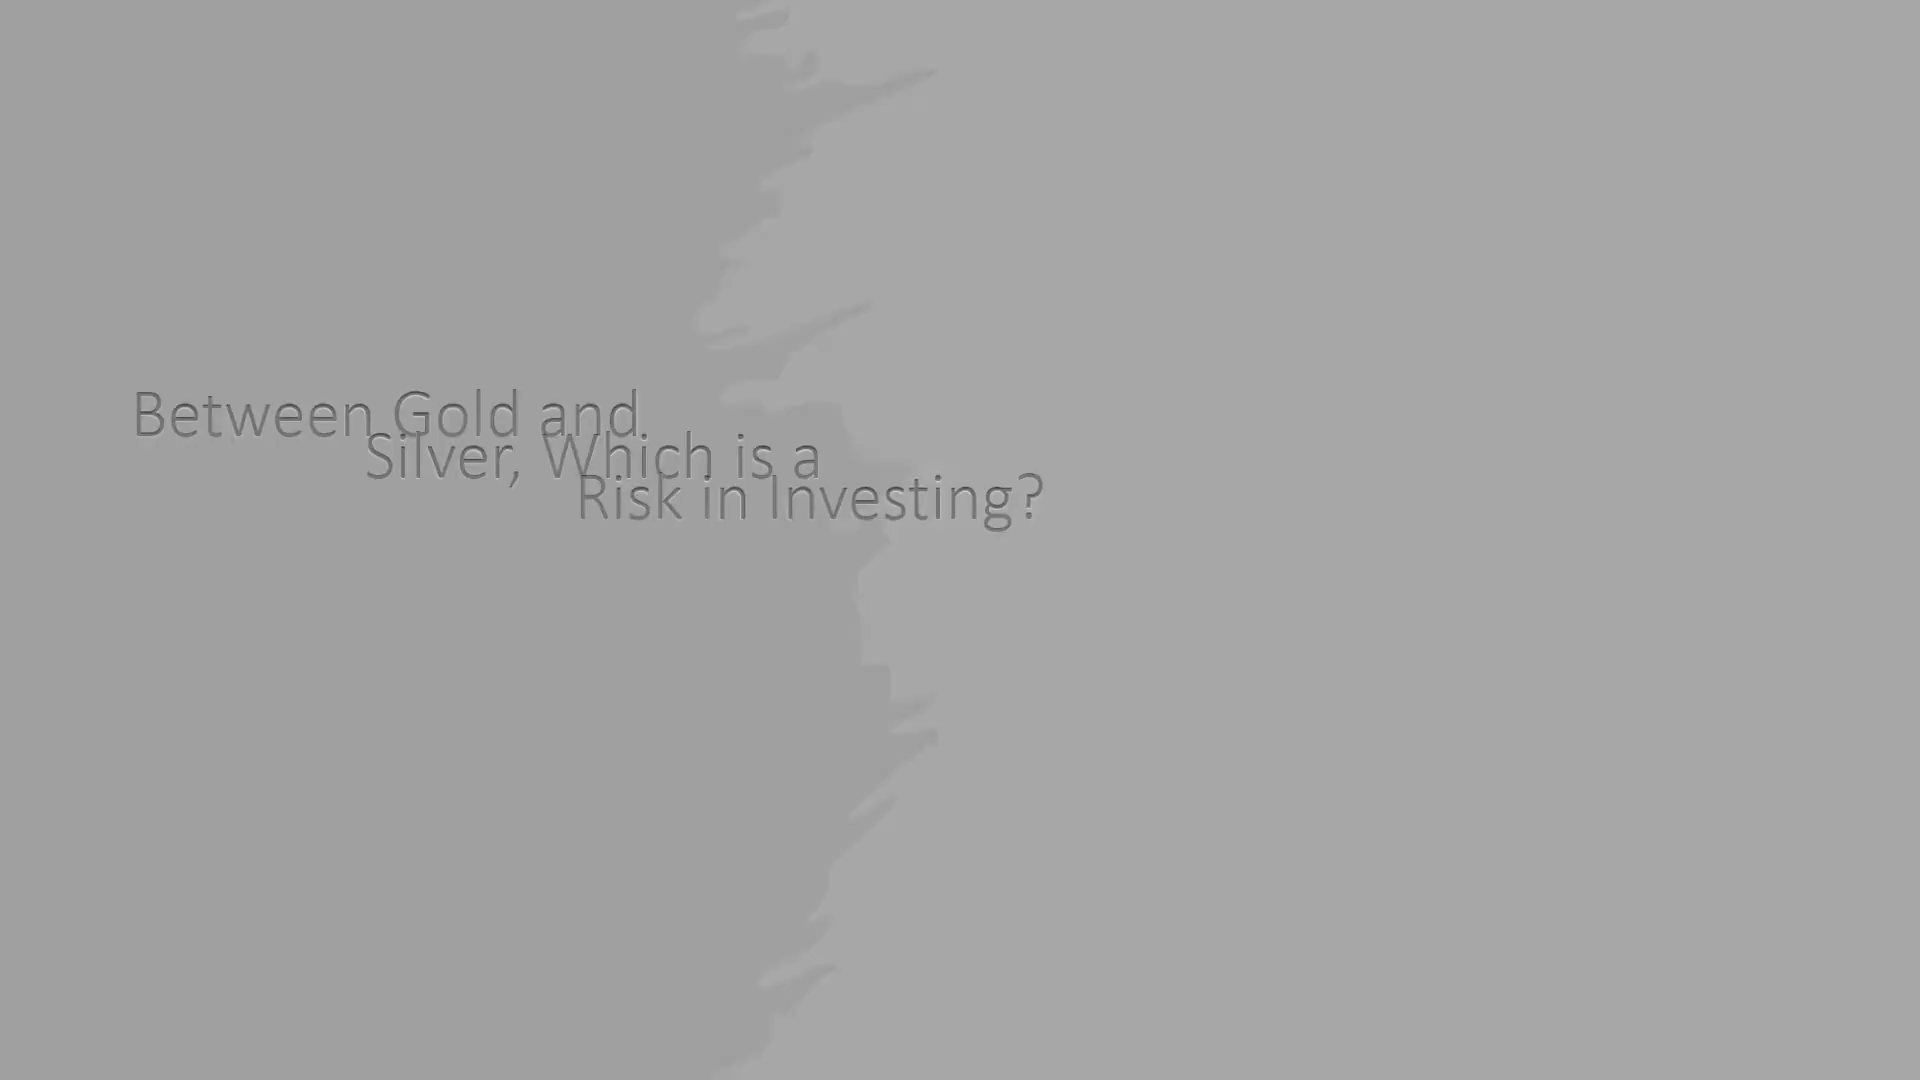 Between Gold and
Silver, Which is a
Risk in Investing?